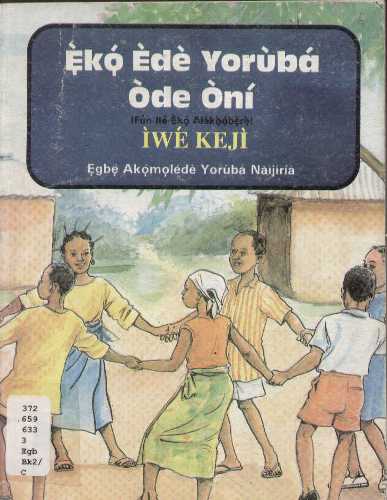 Ẹ̀kọ́ Èdè Yorùbá
Òde Òní
(Fún Ilé-Ẹ̀kọ́ Alákọ̀ọ́bẹ̀rẹ̀)
ÌWÉ KEJÌ
Ẹgbẹ́ Akọ́mọlédè Yorùbá Nàìjíríà
372
.659
633
3
Egb
Bk2/
C